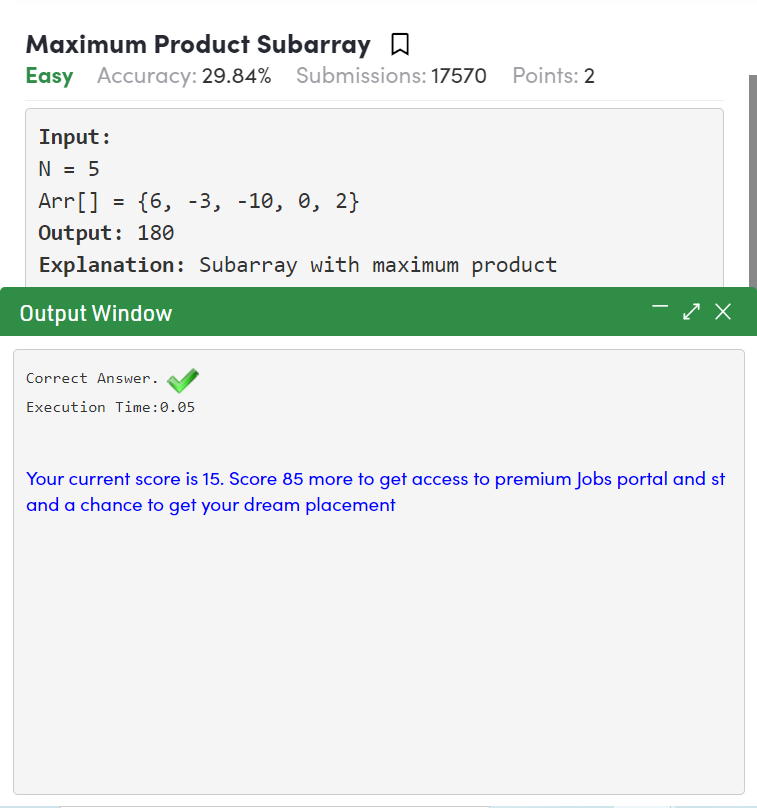 Maximum Product Subarray
Easy Accuracy: 29.84% Submissions: 17570 Points: 2
Input:
N = 5
Arr[] = {6, -3, -10, 0, 2}
Output: 180
Explanation: Subarray with maximum product
Output Window
Correct Answer.
Execution Time:0.05
Your current score is 15. Score 85 more to get access to premium Jobs portal and st
and a chance to get your dream placement